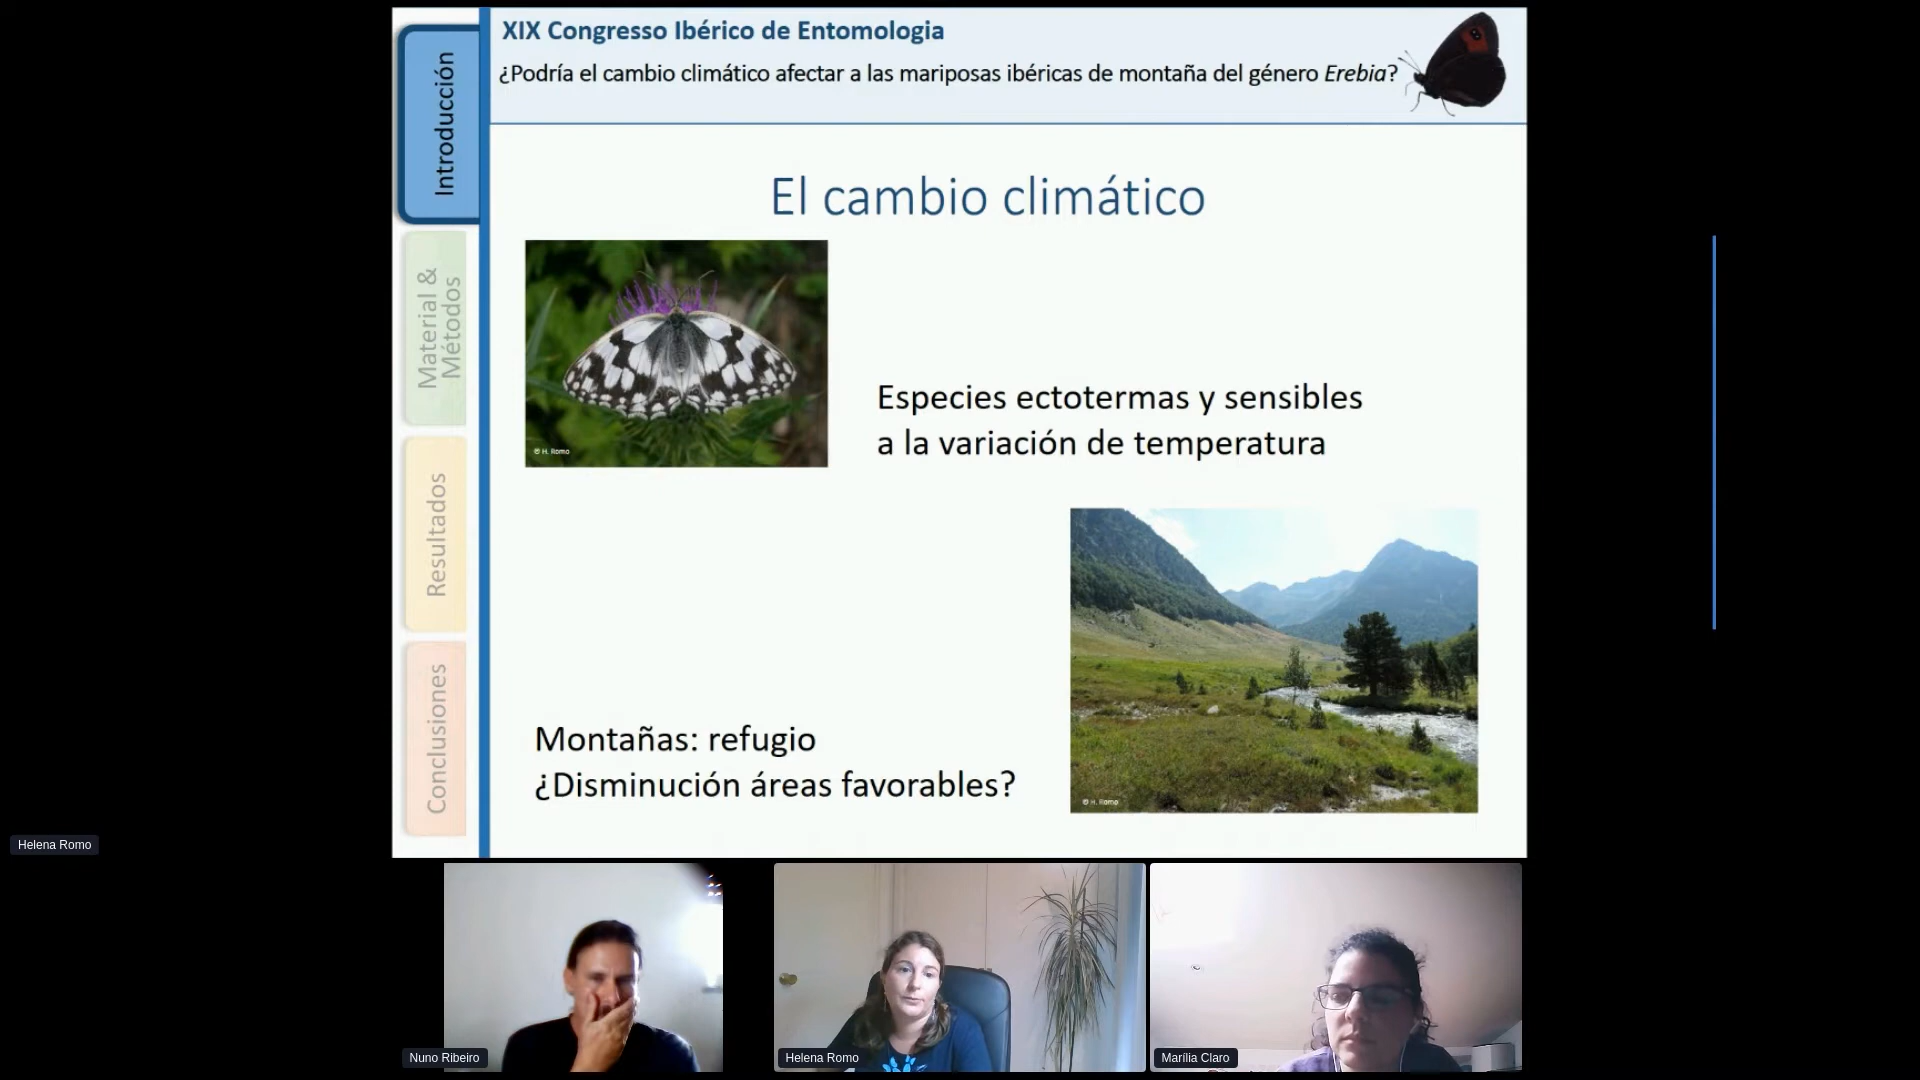 XIX Congresso Ibérico de Entomologia
¿Podría el cambio climático afectar a las mariposas ibéricas de montaña del género Erebia?
Introducción
Material &
Métodos
Resultados
Conclusiones
El cambio climático
© H. Romo
Especies ectotermas y sensibles
a la variación de temperatura
Montañas: refugio
¿Disminución áreas favorables?
© H. Romo
Helena Romo
Nuno Ribeiro
Helena Romo
Marília Claro